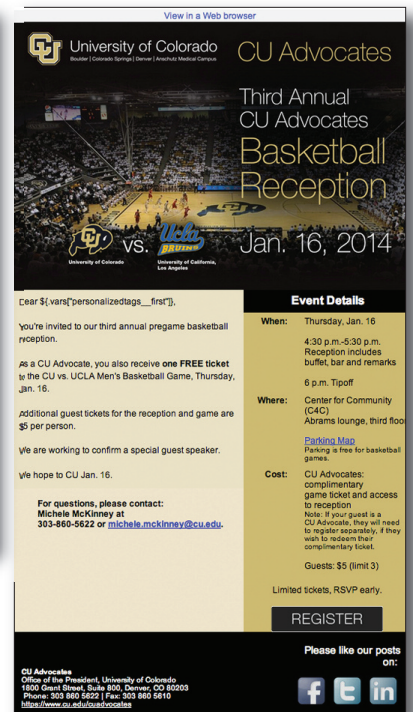 View in a Web browser
CU
University of Colorado
Boulder | Colorado Springs | Denver | Anschutz Medical Campus
CU Advocates
Third Annual
CU Advocates
Basketball
Reception
CU
University of Colorado
vs.
Ucla
BRUINS
University of California,
Los Angeles
Jan. 16, 2014
Dear ${.vars["personalizedtags__first"]},
You're invited to our third annual pregame basketball
reception.
As a CU Advocate, you also receive one FREE ticket
to the CU vs. UCLA Men's Basketball Game, Thursday,
Jan. 16.
Additional guest tickets for the reception and game are
$5 per person.
We are working to confirm a special guest speaker.
We hope to CU Jan. 16.
For questions, please contact:
Michele McKinney at
303-860-5622 or michele.mckinney@cu.edu.
Event Details
When: Thursday, Jan. 16
4:30 p.m.-5:30 p.m.
Reception includes
buffet, bar and remarks
6 p.m. Tipoff
Where: Center for Community
(C4C)
Abrams lounge, third floor
Parking Map
Parking is free for basketball
games.
Cost: CU Advocates:
complimentary
game ticket and access
to reception
Note: If your guest is a
CU Advocate, they will need
to register separately, if they
wish to redeem their
complimentary ticket.
Guests: $5 (limit 3)
Limited tickets, RSVP early.
REGISTER
Please like our posts
on:
CU Advocates
Office of the President, University of Colorado
1800 Grant Street, Suite 800, Denver, CO 80203
Phone: 303 860 5622 | Fax: 303 860 5610
https://www.cu.edu/cuadvocates
f
t
in